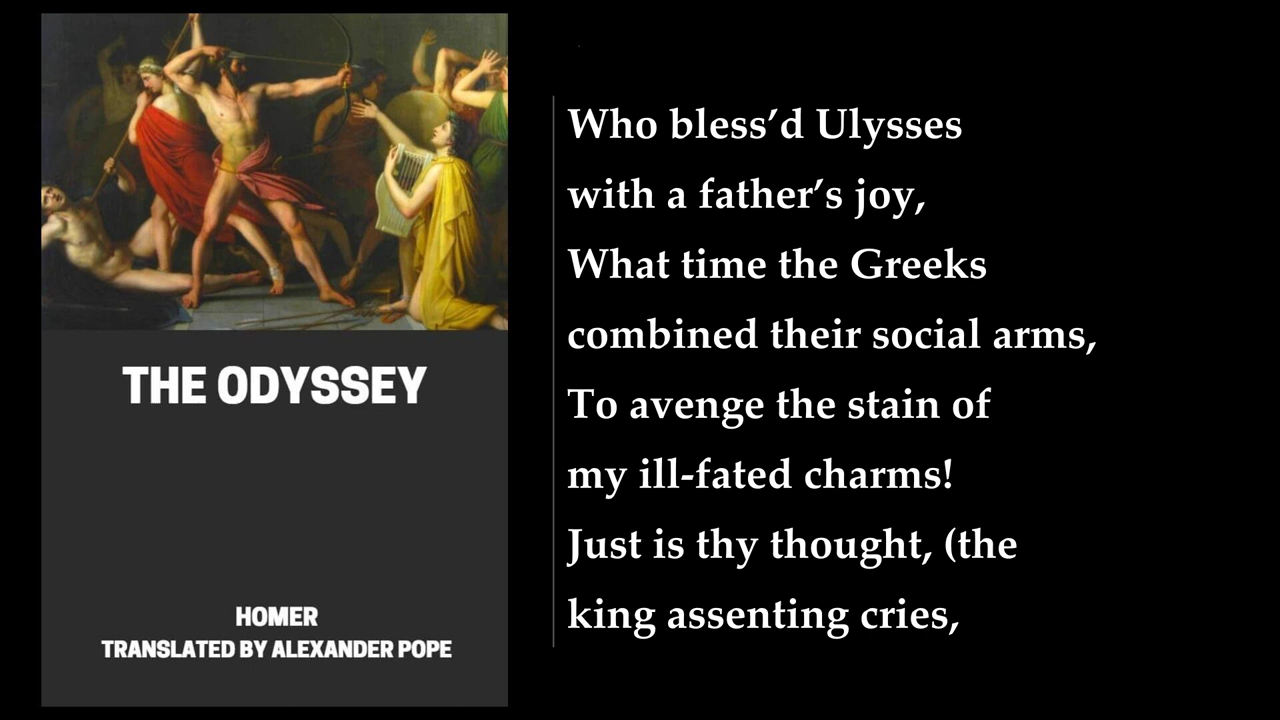 THE ODYSSEY
HOMER
TRANSLATED BY ALEXANDER POPE
Who bless’d Ulysses
with a father’s joy,
What time the Greeks
combined their social arms,
To avenge the stain of
my ill-fated charms!
Just is thy thought, (the
king assenting cries,